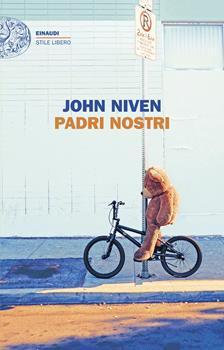 EINAUDI
STILE LIBERO
JOHN NIVEN
PADRI NOSTRI